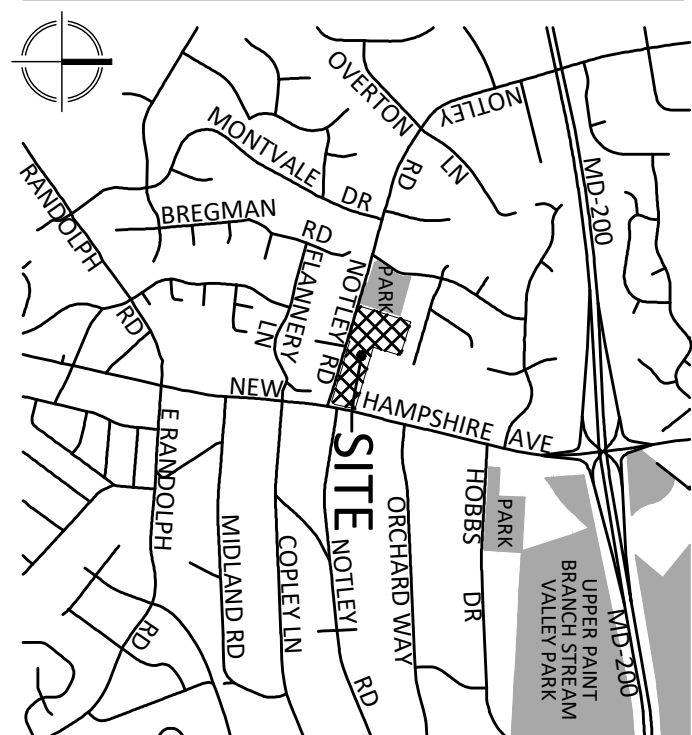 OVERTON
LN
NOTLEY
RD
MONTVALE
DR
MD-200
RANDOLPH
RD
BREGMAN
RD
FLANNERY
LN
NOTLEY RD
PARK
NEW
HAMPSHIRE AVE
SITE
E RANDOLPH
RD
MIDLAND RD
COPLEY LN
NOTLEY
RD
ORCHARD WAY
HOBBS
DR
PARK
UPPER PAINT
BRANCH STREAM
VALLEY PARK
MD-200